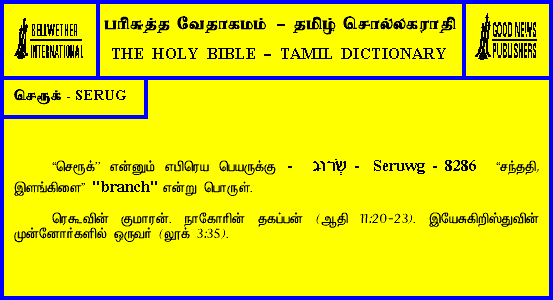 BELLWETHER
INTERNATIONAL
பரிசுத்த வேதாகமம் – தமிழ் சொல்லகராதி
THE HOLY BIBLE – TAMIL DICTIONARY
GOOD NEWS
PUBLISHERS
செரூக் - SERUG
“செரூக்” என்னும் எபிரெய பெயருக்கு - שׂרוּג - Seruwg - 8286 “சந்ததி,
இளங்கிளை” "branch" என்று பொருள்.
ரெகூவின் குமாரன். நாகோரின் தகப்பன் (ஆதி 11:20-23). இயேசுகிறிஸ்துவின்
முன்னோர்களில் ஒருவர் (லூக் 3:35).